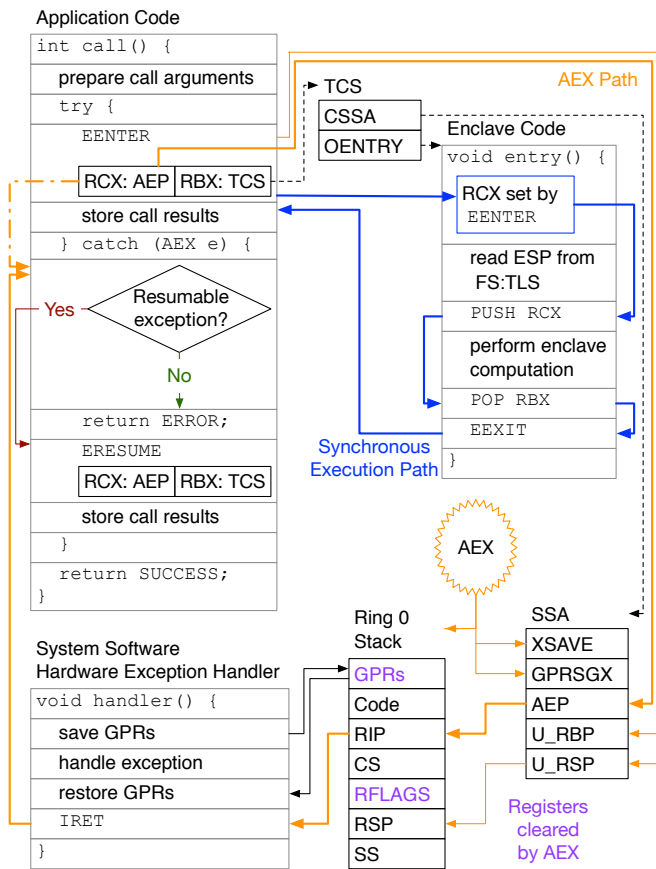 Application Code
int call() {
prepare call arguments
try {
EENTER
RCX: AEP RBX: TCS
store call results
} catch (AEX e) {
Resumable
exception?
Yes
No
return ERROR;
ERESUME
RCX: AEP RBX: TCS
store call results
}
return SUCCESS;
}
AEX Path
TCS
CSSA
OENTRY
Enclave Code
void entry() {
RCX set by
EENTER
read ESP from
FS:TLS
PUSH RCX
perform enclave
computation
POP RBX
EEXIT
}
Synchronous
Execution Path
AEX
System Software
Hardware Exception Handler
void handler() {
save GPRs
handle exception
restore GPRs
IRET
}
Ring 0
Stack
GPRs
Code
RIP
CS
RFLAGS
RSP
SS
SSA
XSAVE
GPRSGX
AEP
U_RBP
U_RSP
Registers
cleared
by AEX